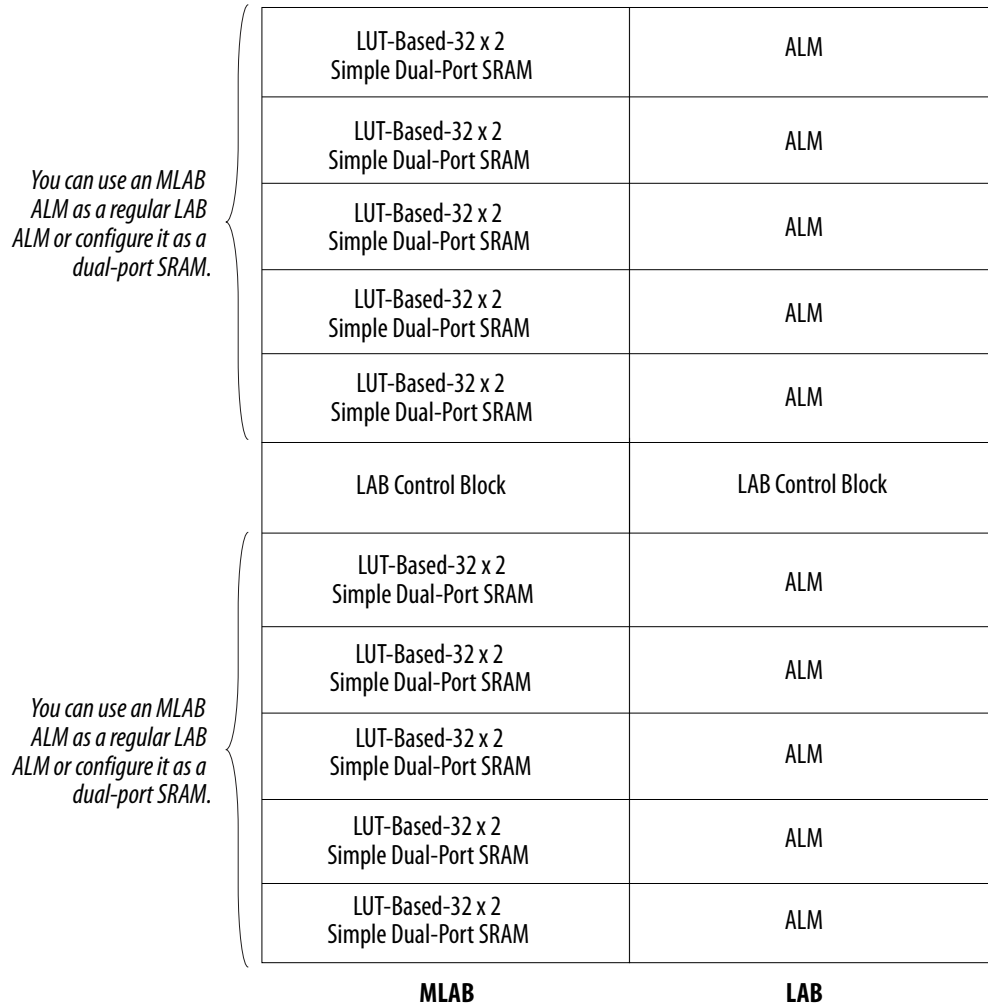 LUT-Based-32 x 2
Simple Dual-Port SRAM
ALM
LUT-Based-32 x 2
Simple Dual-Port SRAM
ALM
You can use an MLAB
ALM as a regular LAB
ALM or configure it as a
dual-port SRAM.
LUT-Based-32 x 2
Simple Dual-Port SRAM
ALM
LUT-Based-32 x 2
Simple Dual-Port SRAM
ALM
LUT-Based-32 x 2
Simple Dual-Port SRAM
ALM
LAB Control Block
LAB Control Block
LUT-Based-32 x 2
Simple Dual-Port SRAM
ALM
LUT-Based-32 x 2
Simple Dual-Port SRAM
ALM
You can use an MLAB
ALM as a regular LAB
ALM or configure it as a
dual-port SRAM.
LUT-Based-32 x 2
Simple Dual-Port SRAM
ALM
LUT-Based-32 x 2
Simple Dual-Port SRAM
ALM
LUT-Based-32 x 2
Simple Dual-Port SRAM
ALM
MLAB
LAB